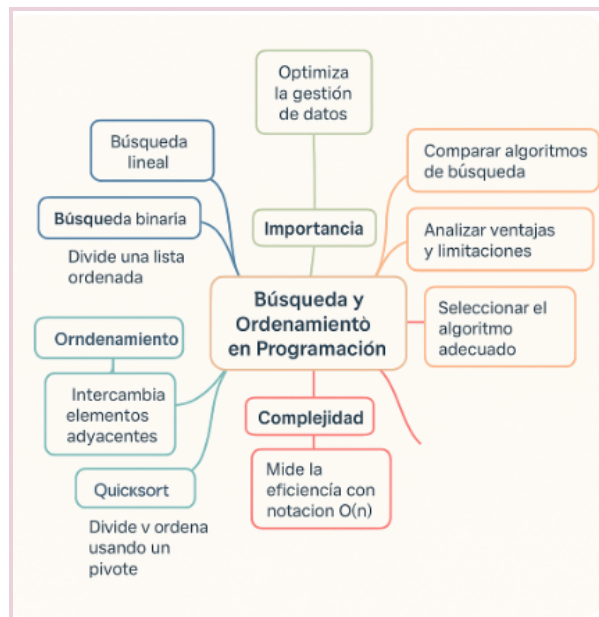 Optimiza
la gestión
de datos
Búsqueda
lineal
Comparar algoritmos
de búsqueda
Búsqueda binaria
Importancia
Analizar ventajas
y limitaciones
Divide una lista
ordenada
Búsqueda y
Ordenamientò
en Programación
Seleccionar el
algoritmo
adecuado
Orndenamiento
Intercambia
elementos
adyacentes
Complejidad
Mide la
eficiencía con
notacion O(n)
Quicksort
Divide v ordena
usando un
pivote